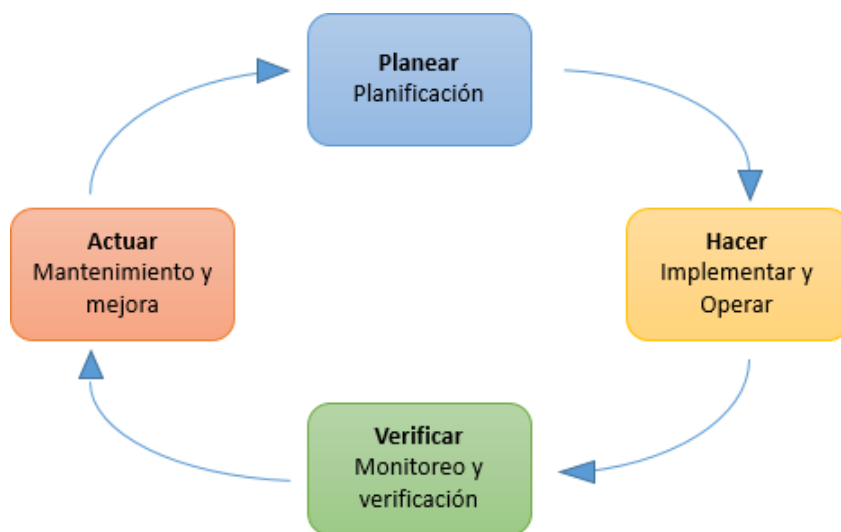 Planear
Planificación
Hacer
Implementar y
Operar
Verificar
Monitoreo y
verificación
Actuar
Mantenimiento y
mejora